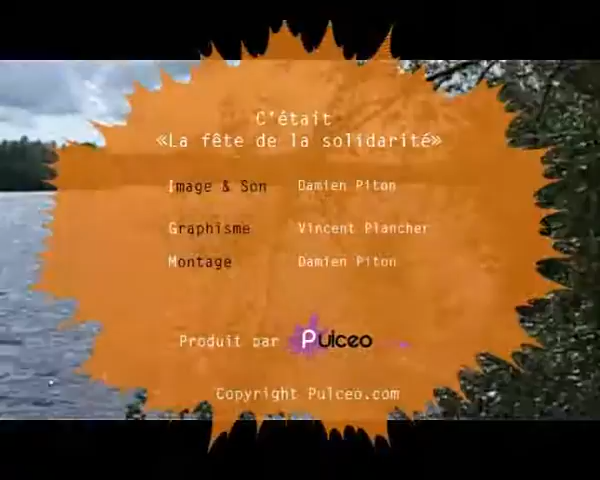 C'était
«La fête de la solidarité»
Image & Son Damien Piton
Graphisme Vincent Plancher
Montage Damien Piton
Produit par Pulceo
Copyright Pulceo.com